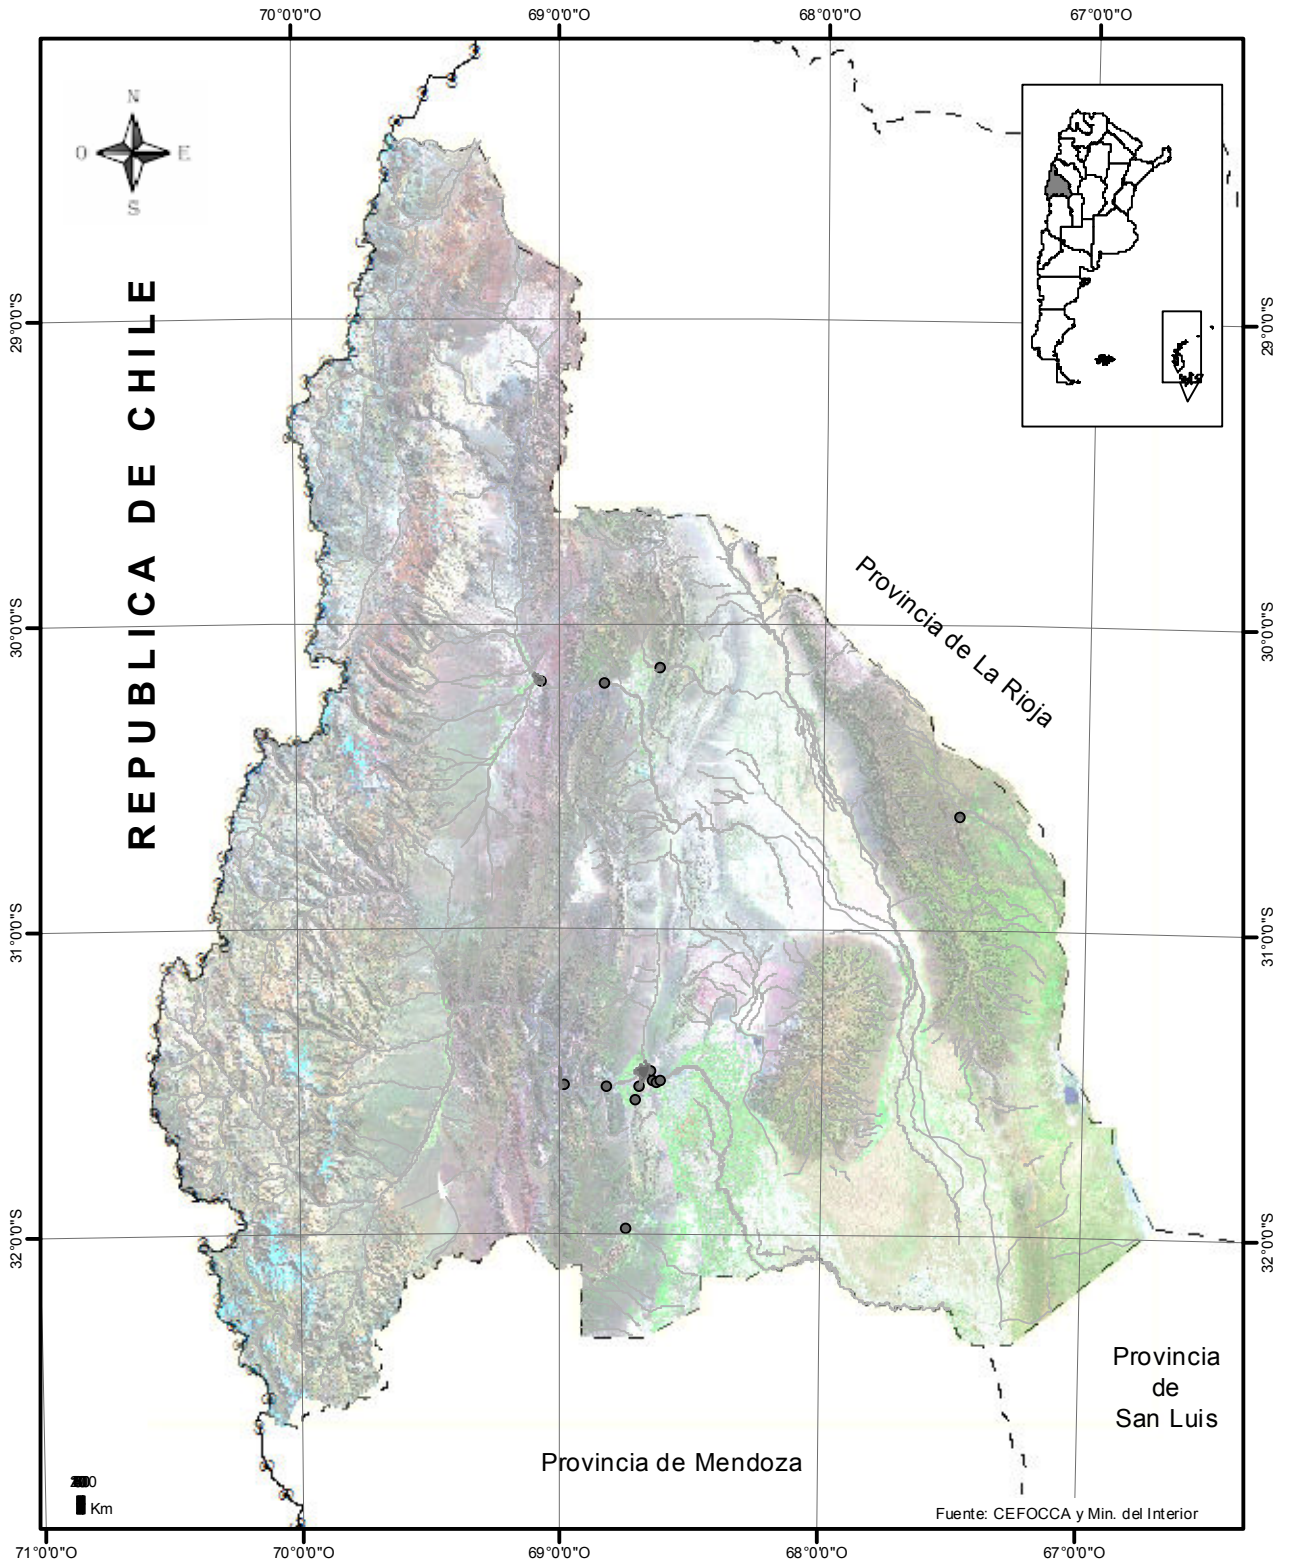 70°0'0"O 69°0'0"O 68°0'0"O 67°0'0"O
N
O E
S
REPUBLICA DE CHILE
29°0'0"S 29°0'0"S
Provincia de La Rioja
30°0'0"S 30°0'0"S
31°0'0"S 31°0'0"S
32°0'0"S 32°0'0"S
Provincia
de
San Luis
Provincia de Mendoza
Km
Fuente: CEFOCCA y Min. del Interior
71°0'0"O 70°0'0"O 69°0'0"O 68°0'0"O 67°0'0"O